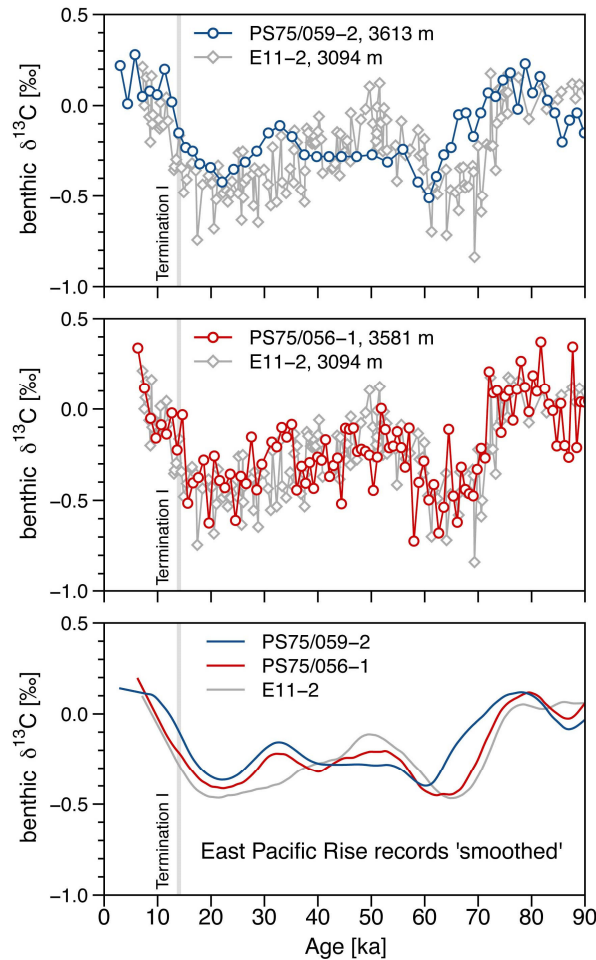 0.5
0.0
−0.5
−1.0
benthic δ13C [‰]
PS75/059−2, 3613 m
E11−2, 3094 m
Termination I
0.5
0.0
−0.5
−1.0
benthic δ13C [‰]
PS75/056−1, 3581 m
E11−2, 3094 m
Termination I
0.5
0.0
−0.5
−1.0
benthic δ13C [‰]
PS75/059−2
PS75/056−1
E11−2
Termination I
East Pacific Rise records 'smoothed'
0 10 20 30 40 50 60 70 80 90
Age [ka]